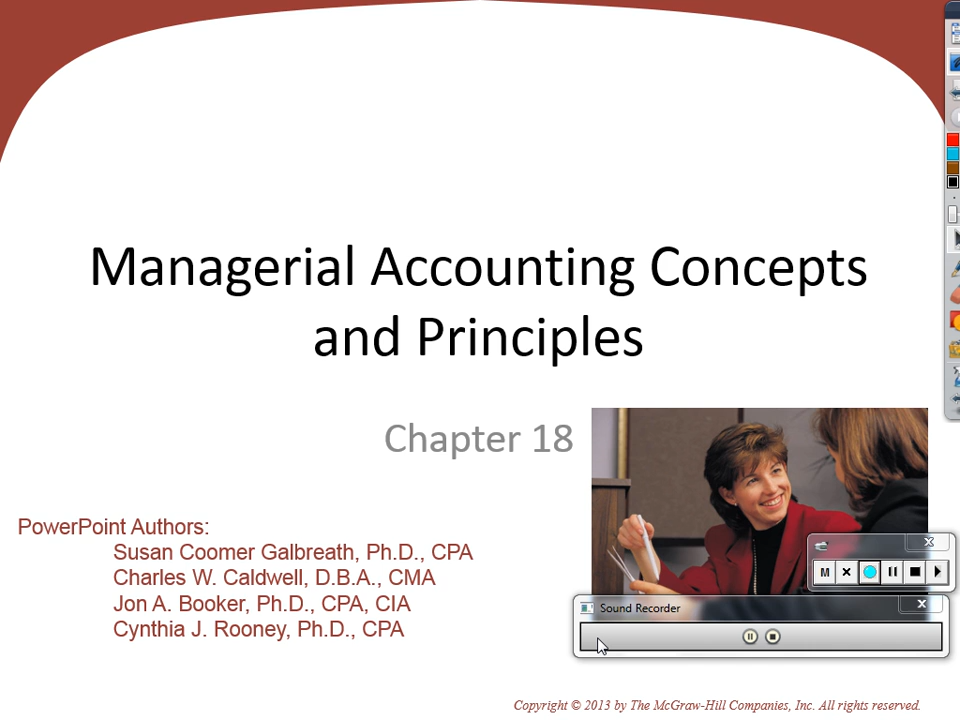 Managerial Accounting Concepts
and Principles
Chapter 18
PowerPoint Authors:
Susan Coomer Galbreath, Ph.D., CPA
Charles W. Caldwell, D.B.A., CMA
Jon A. Booker, Ph.D., CPA, CIA
Cynthia J. Rooney, Ph.D., CPA
M
Sound Recorder
Copyright © 2013 by The McGraw-Hill Companies, Inc. All rights reserved.